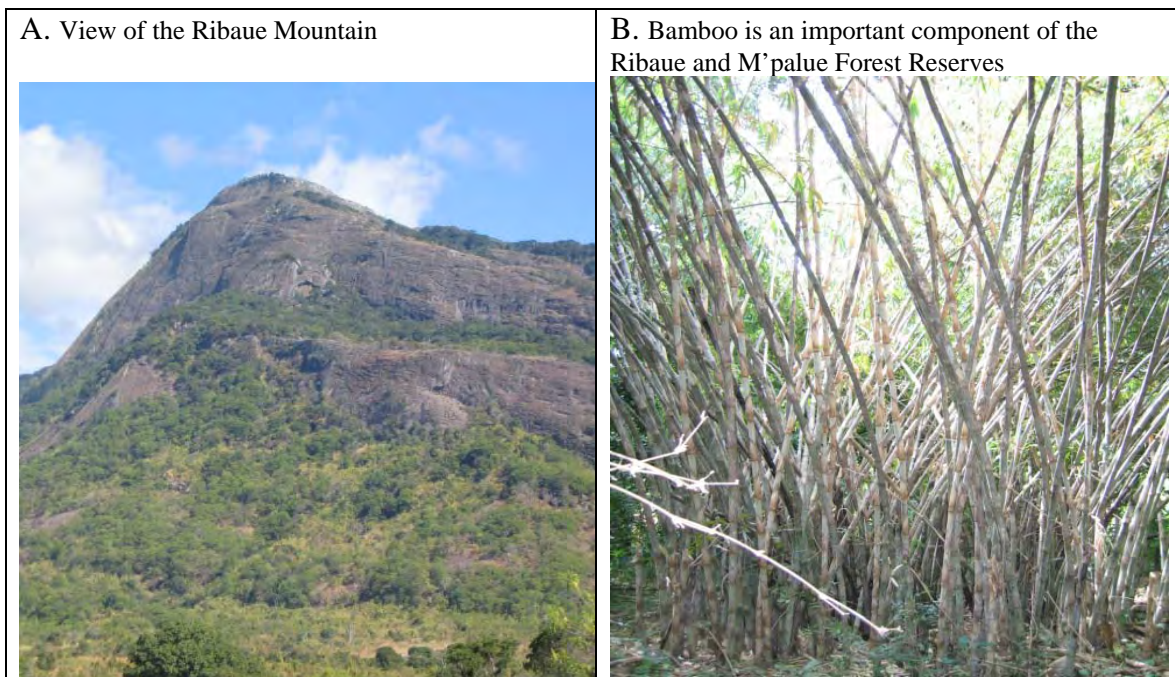 A. View of the Ribaue Mountain
B. Bamboo is an important component of the
Ribaue and M’palue Forest Reserves